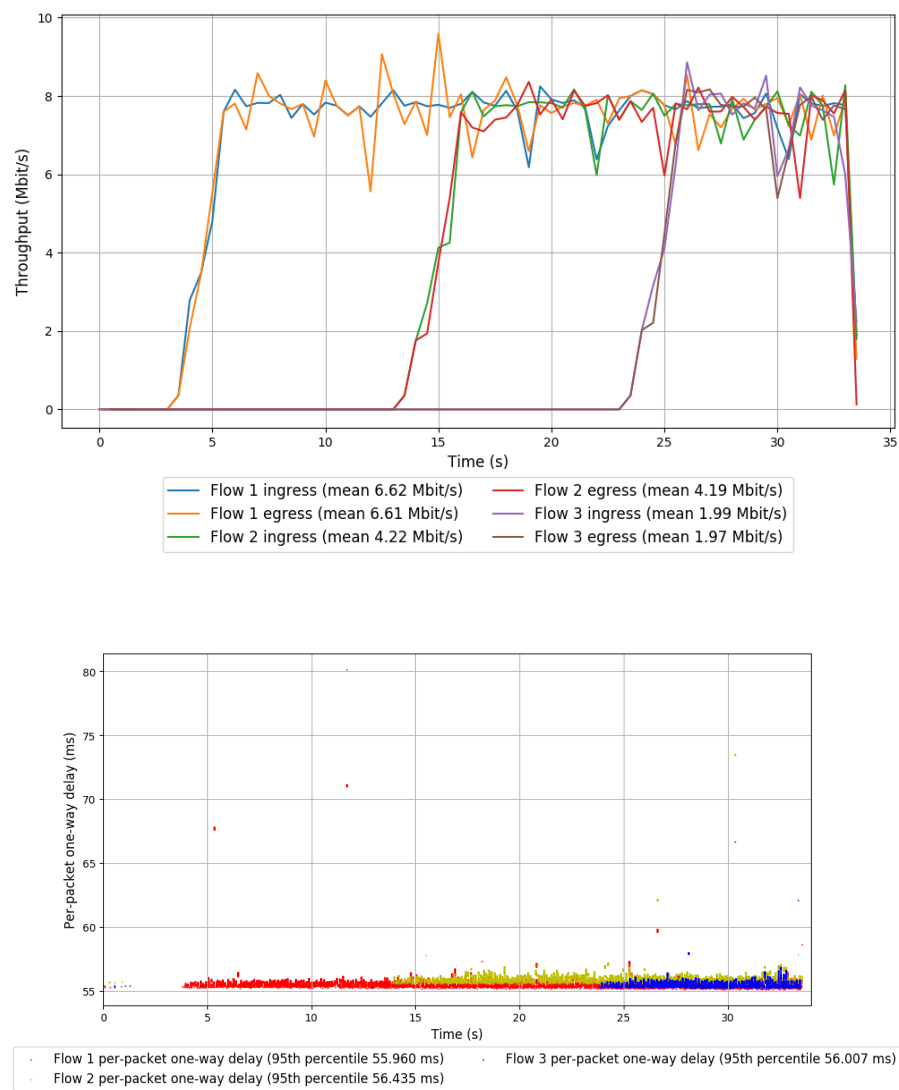 10
8
6
4
2
0
Throughput (Mbit/s)
0 5 10 15 20 25 30 35
Time (s)
Flow 1 ingress (mean 6.62 Mbit/s)
Flow 1 egress (mean 6.61 Mbit/s)
Flow 2 ingress (mean 4.22 Mbit/s)
Flow 2 egress (mean 4.19 Mbit/s)
Flow 3 ingress (mean 1.99 Mbit/s)
Flow 3 egress (mean 1.97 Mbit/s)
80
75
70
65
60
55
Per-packet one-way delay (ms)
0 5 10 15 20 25 30
Time (s)
Flow 1 per-packet one-way delay (95th percentile 55.960 ms)
Flow 2 per-packet one-way delay (95th percentile 56.435 ms)
Flow 3 per-packet one-way delay (95th percentile 56.007 ms)